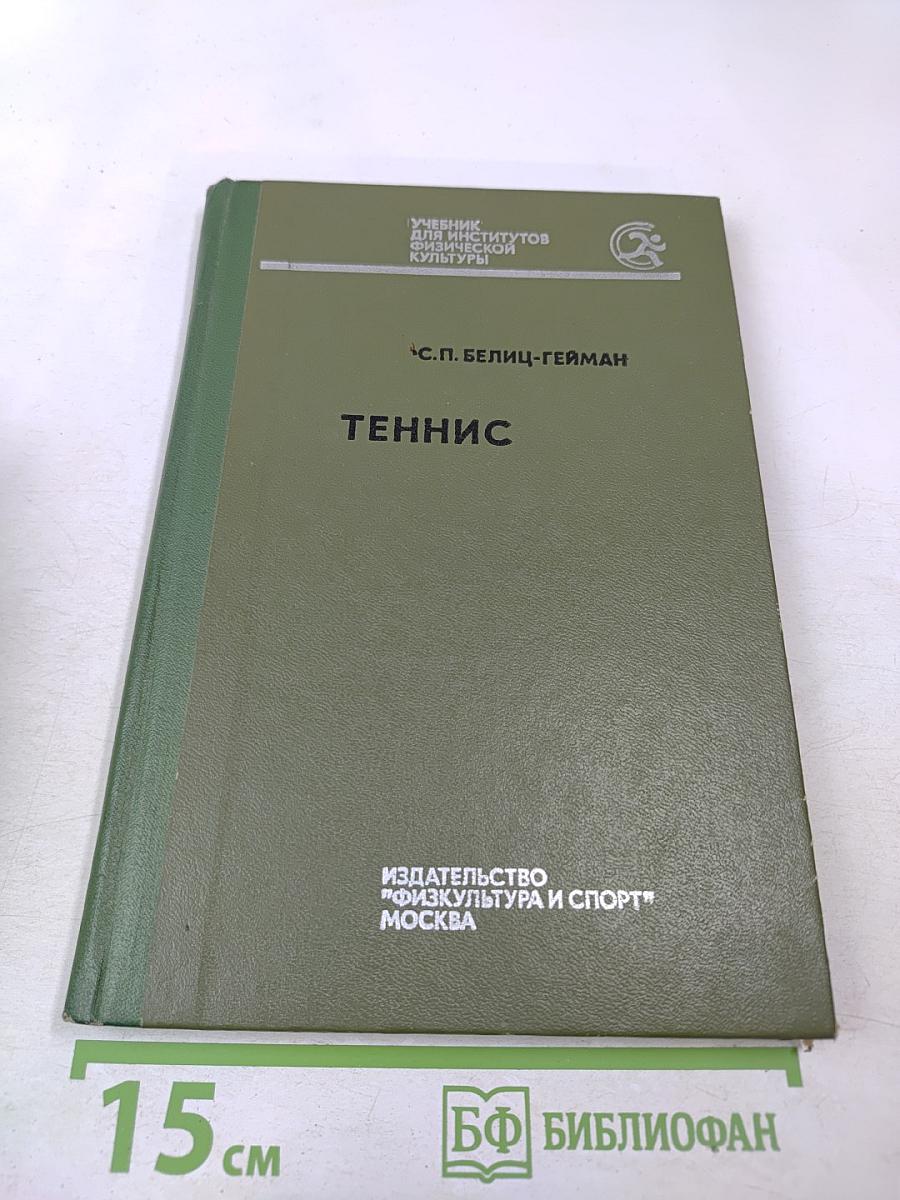 УЧЕБНИК
ДЛЯ ИНСТИТУТОВ
ФИЗИЧЕСКОЙ
КУЛЬТУРЫ
С.П. БЕЛИЦ-ГЕЙМАН
ТЕННИС
ИЗДАТЕЛЬСТВО
"ФИЗКУЛЬТУРА И СПОРТ"
МОСКВА
15 см
БФ БИБЛИОФАН